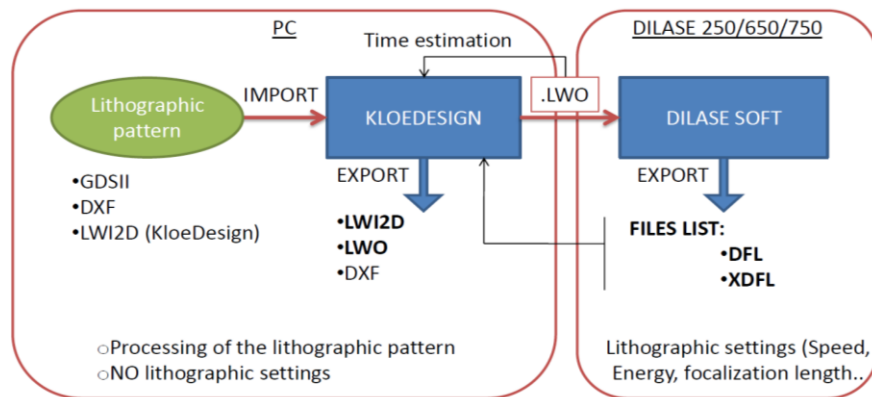 PC
DILASE 250/650/750
Time estimation
Lithographic
pattern
IMPORT
KLOEDESIGN
.LWO
DILASE SOFT
•GDSII
•DXF
•LWI2D (KloeDesign)
EXPORT
•LWI2D
•LWO
•DXF
EXPORT
FILES LIST:
•DFL
•XDFL
○Processing of the lithographic pattern
○NO lithographic settings
Lithographic settings (Speed,
Energy, focalization length..